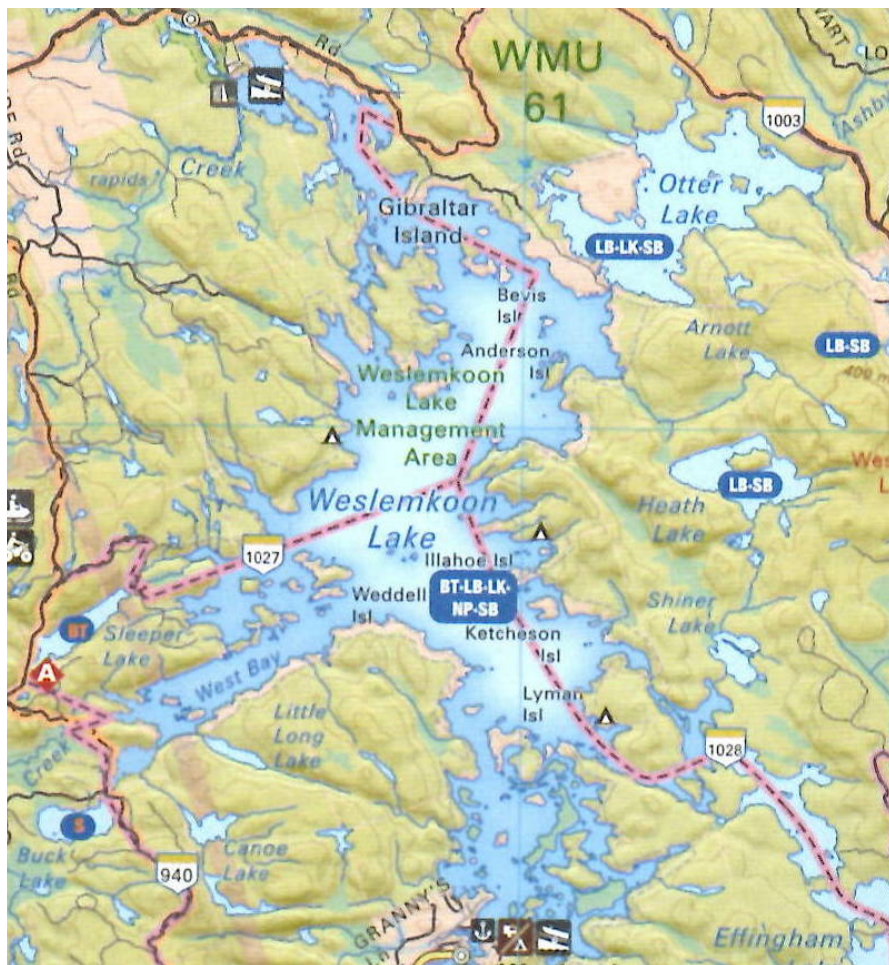 Rd
WMU
61
1003
LO
Ashb
rapids
Creek
Otter
Lake
Gibraltar
Island
LB-LK-SB
Bevis
Isl
Arnott
Lake
LB-SB
Anderson
Isl
Weslemkoon
Lake
Management
Area
LB-SB
Heath
Lake
Weslemkoon
Lake
1027
Illahoe Isl
Weddell
Isl
BT-LB-LK-
NP-SB
Ketcheson
Isl
Shiner
Lake
BT
Sleeper
Lake
A
West Bay
Lyman
Isl
Little
Long
Lake
1028
Creek
S
Buck
Lake
Canoe
Lake
940
GRANNY'S
Ln
Effingham